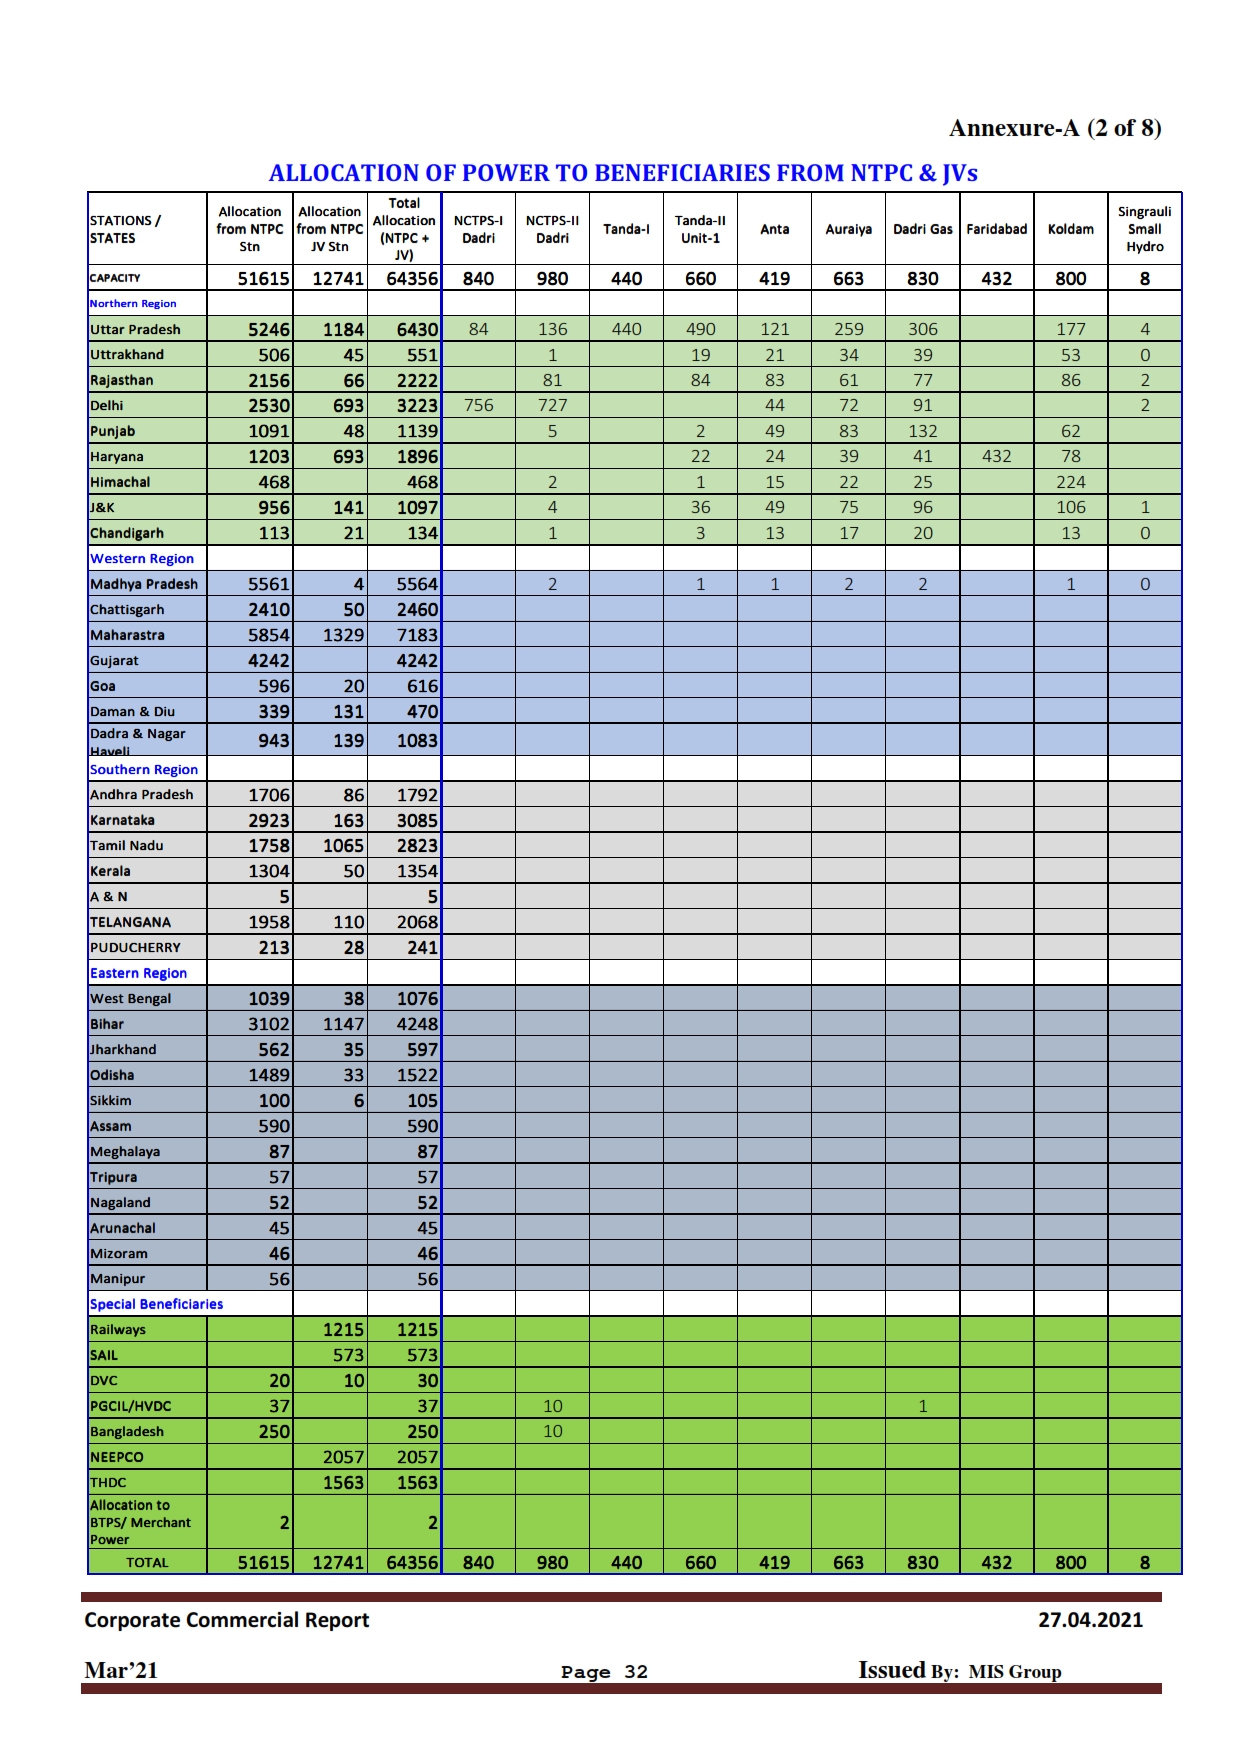 Annexure-A (2 of 8)
ALLOCATION OF POWER TO BENEFICIARIES FROM NTPC & JVs
STATIONS / STATES Allocation from NTPC Stn Allocation from NTPC JV Stn Total Allocation (NTPC + JV) NCTPS-I Dadri NCTPS-II Dadri Tanda-I Tanda-II Unit-1 Anta Auraiya Dadri Gas Faridabad Koldam Singrauli Small Hydro
CAPACITY 51615 12741 64356 840 980 440 660 419 663 830 432 800 8
Northern Region
Uttar Pradesh 5246 1184 6430 84 136 440 490 121 259 306 177 4
Uttrakhand 506 45 551 1 19 21 34 39 53 0
Rajasthan 2156 66 2222 81 84 83 61 77 86 2
Delhi 2530 693 3223 756 727 44 72 91 2
Punjab 1091 48 1139 5 2 49 83 132 62
Haryana 1203 693 1896 22 24 39 41 432 78
Himachal 468 468 2 1 15 22 25 224
J&K 956 141 1097 4 36 49 75 96 106 1
Chandigarh 113 21 134 1 3 13 17 20 13 0
Western Region
Madhya Pradesh 5561 4 5564 2 1 1 2 2 1 0
Chattisgarh 2410 50 2460
Maharastra 5854 1329 7183
Gujarat 4242 4242
Goa 596 20 616
Daman & Diu 339 131 470
Dadra & Nagar Haveli 943 139 1083
Southern Region
Andhra Pradesh 1706 86 1792
Karnataka 2923 163 3085
Tamil Nadu 1758 1065 2823
Kerala 1304 50 1354
A & N 5 5
TELANGANA 1958 110 2068
PUDUCHERRY 213 28 241
Eastern Region
West Bengal 1039 38 1076
Bihar 3102 1147 4248
Jharkhand 562 35 597
Odisha 1489 33 1522
Sikkim 100 6 105
Assam 590 590
Meghalaya 87 87
Tripura 57 57
Nagaland 52 52
Arunachal 45 45
Mizoram 46 46
Manipur 56 56
Special Beneficiaries
Railways 1215 1215
SAIL 573 573
DVC 20 10 30
PGCIL/HVDC 37 37 10 1
Bangladesh 250 250 10
NEEPCO 2057 2057
THDC 1563 1563
Allocation to BTPS/ Merchant Power 2 2
TOTAL 51615 12741 64356 840 980 440 660 419 663 830 432 800 8
Corporate Commercial Report 27.04.2021
Mar’21 Page 32 Issued By: MIS Group